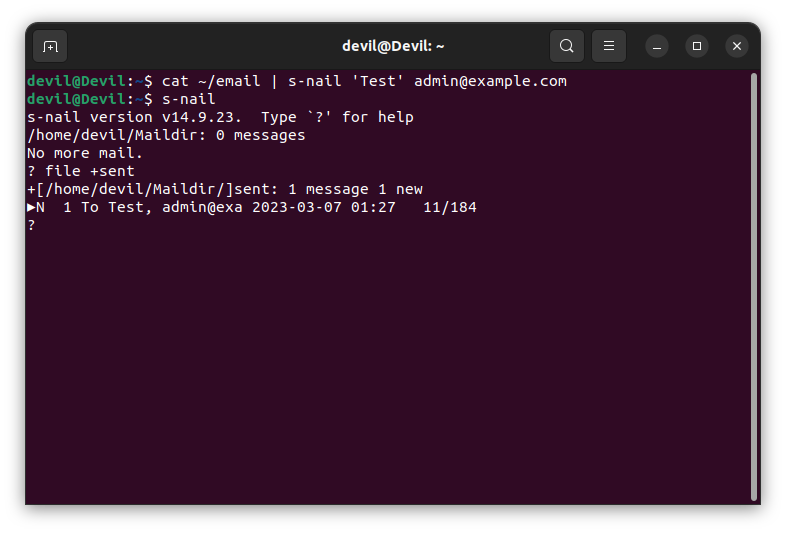 devil@Devil: ~
devil@Devil:~$ cat ~/email | s-nail 'Test' admin@example.com
devil@Devil:~$ s-nail
s-nail version v14.9.23.  Type `?' for help
/home/devil/Maildir: 0 messages
No more mail.
? file +sent
+[/home/devil/Maildir/]sent: 1 message 1 new
▶N  1 To Test, admin@exa 2023-03-07 01:27   11/184
?